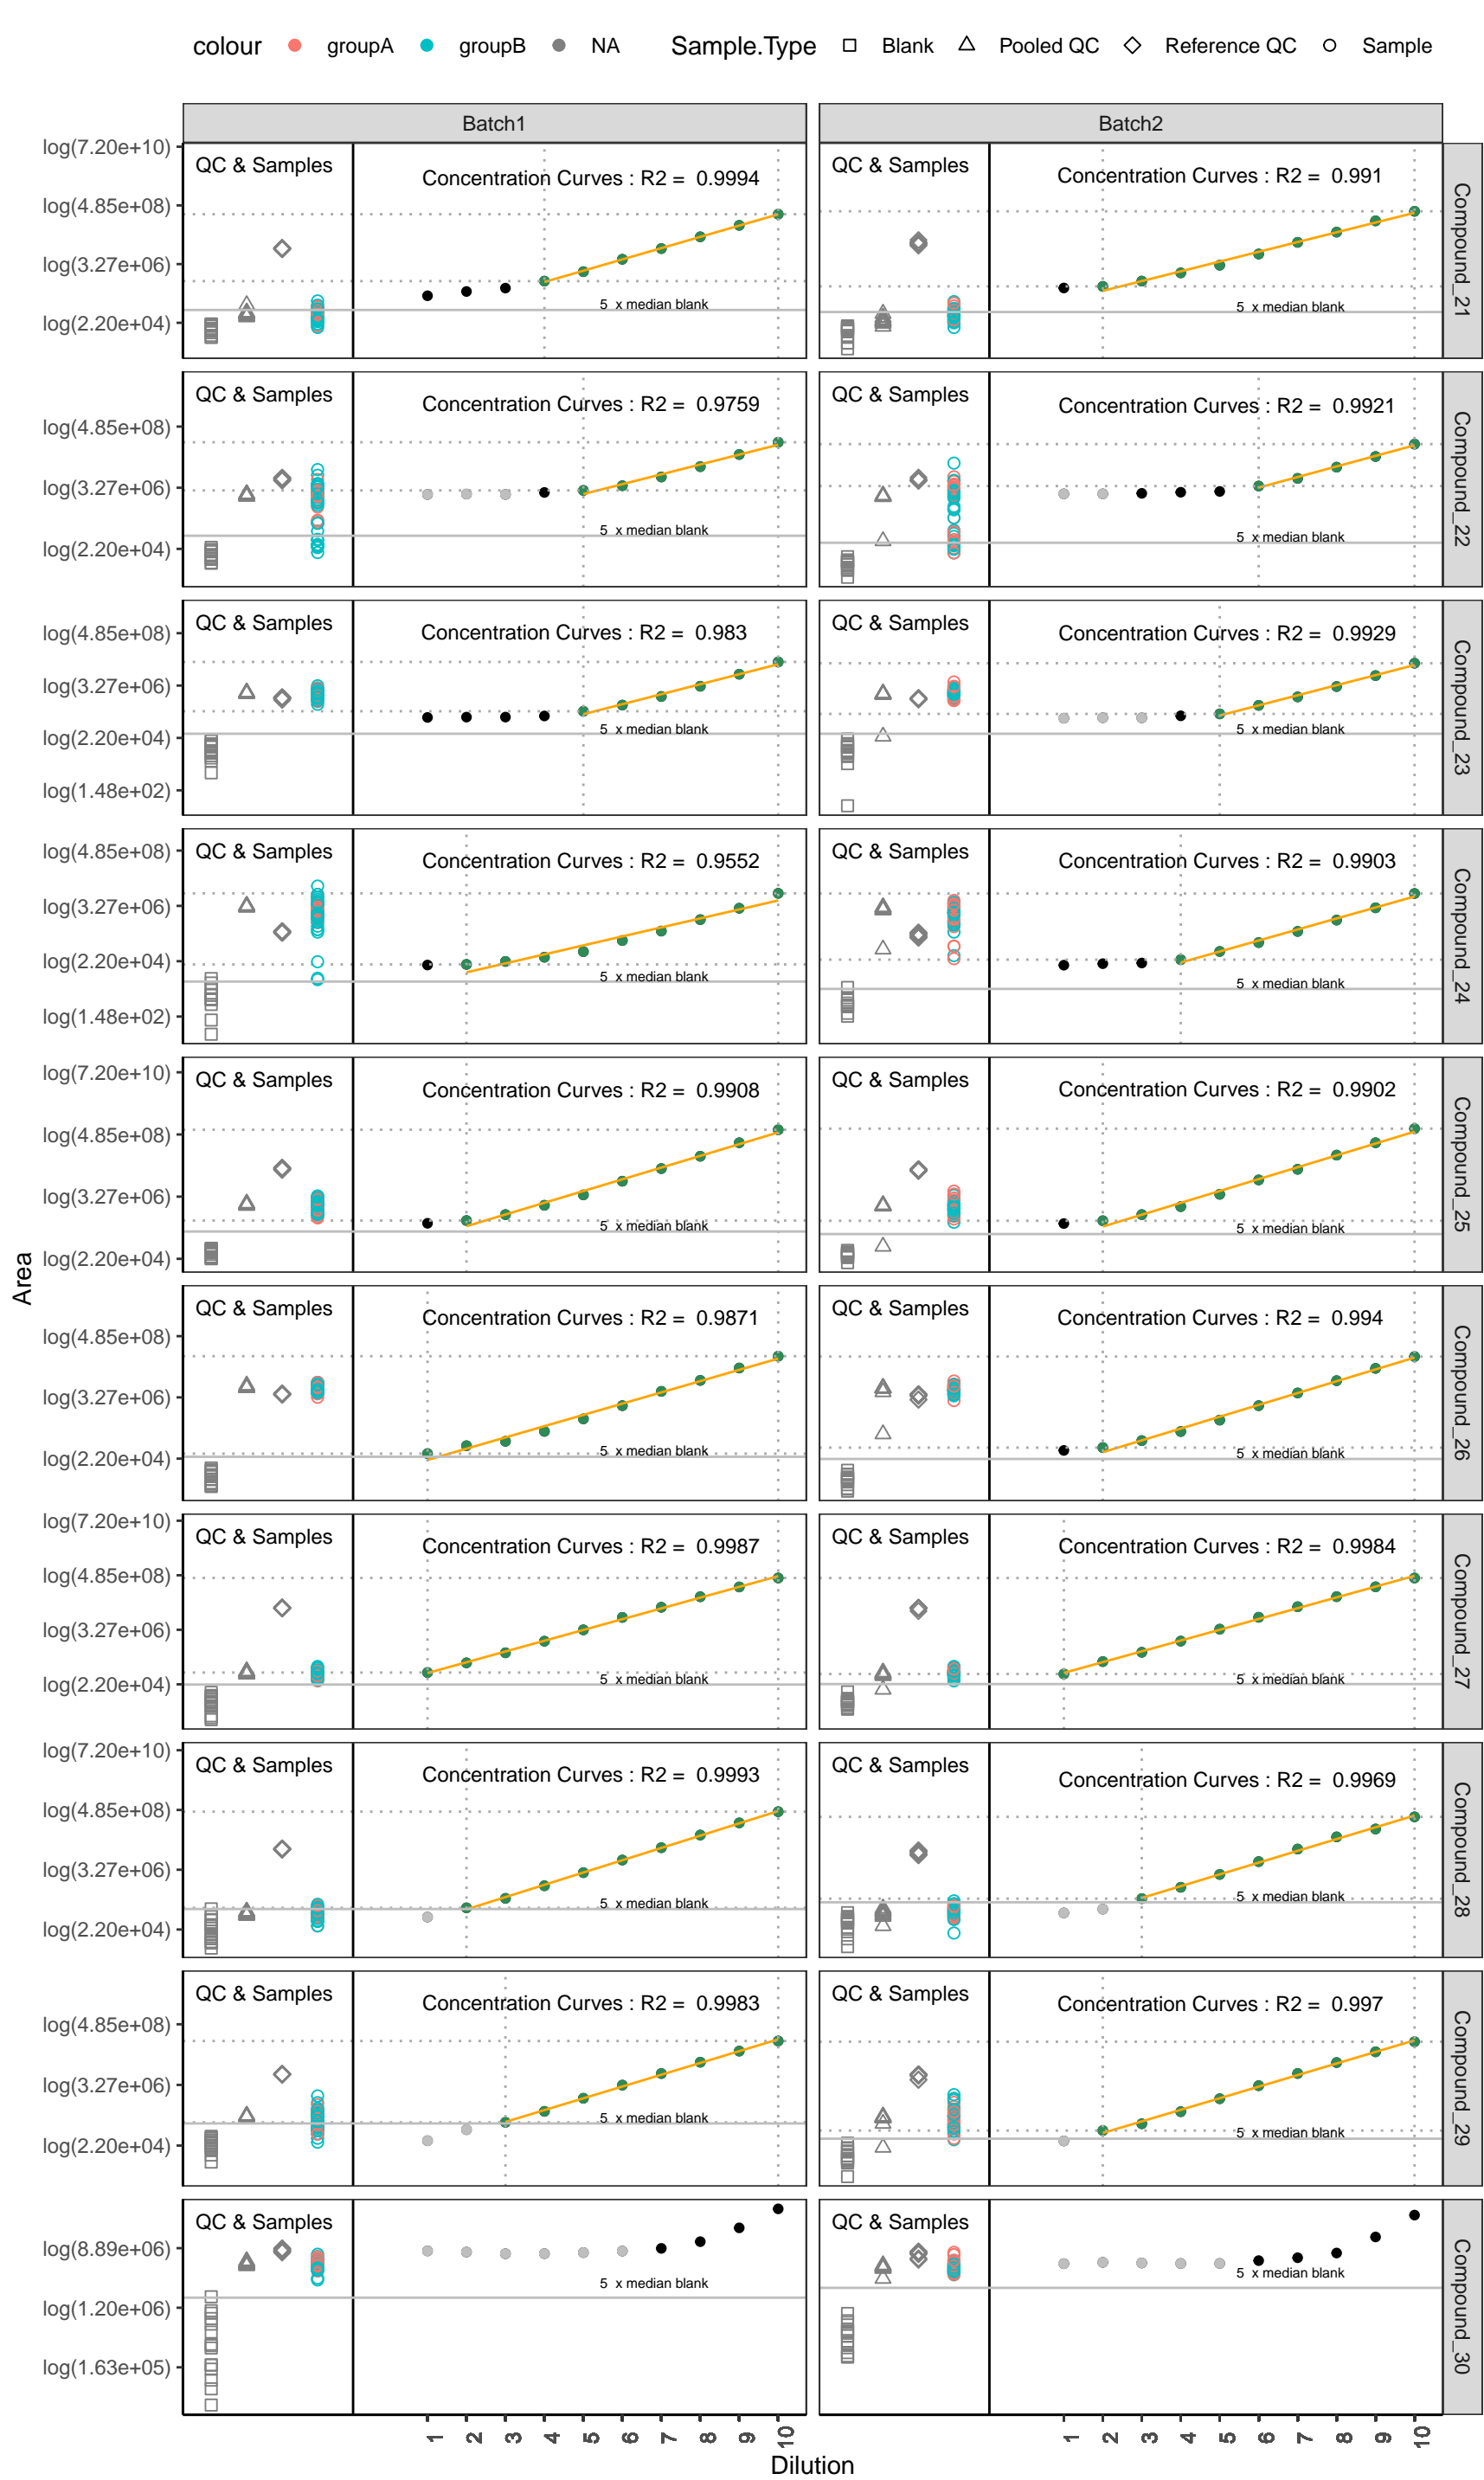 colour groupA groupB NA Sample.Type Blank Pooled QC Reference QC Sample
Batch1 Batch2
log(7.20e+10)
QC & Samples Concentration Curves : R2 = 0.9994 QC & Samples Concentration Curves : R2 = 0.991
log(4.85e+08)
log(3.27e+06)
5 x median blank 5 x median blank
log(2.20e+04)
Compound_21
QC & Samples Concentration Curves : R2 = 0.9759 QC & Samples Concentration Curves : R2 = 0.9921
log(4.85e+08)
log(3.27e+06)
5 x median blank 5 x median blank
log(2.20e+04)
Compound_22
QC & Samples Concentration Curves : R2 = 0.983 QC & Samples Concentration Curves : R2 = 0.9929
log(4.85e+08)
log(3.27e+06)
5 x median blank 5 x median blank
log(2.20e+04)
log(1.48e+02)
Compound_23
log(4.85e+08)
QC & Samples Concentration Curves : R2 = 0.9552 QC & Samples Concentration Curves : R2 = 0.9903
log(3.27e+06)
log(2.20e+04)
5 x median blank 5 x median blank
log(1.48e+02)
Compound_24
log(7.20e+10)
QC & Samples Concentration Curves : R2 = 0.9908 QC & Samples Concentration Curves : R2 = 0.9902
log(4.85e+08)
log(3.27e+06)
5 x median blank 5 x median blank
log(2.20e+04)
Compound_25
Area
QC & Samples Concentration Curves : R2 = 0.9871 QC & Samples Concentration Curves : R2 = 0.994
log(4.85e+08)
log(3.27e+06)
5 x median blank 5 x median blank
log(2.20e+04)
Compound_26
log(7.20e+10)
QC & Samples Concentration Curves : R2 = 0.9987 QC & Samples Concentration Curves : R2 = 0.9984
log(4.85e+08)
log(3.27e+06)
5 x median blank 5 x median blank
log(2.20e+04)
Compound_27
log(7.20e+10)
QC & Samples Concentration Curves : R2 = 0.9993 QC & Samples Concentration Curves : R2 = 0.9969
log(4.85e+08)
log(3.27e+06)
5 x median blank 5 x median blank
log(2.20e+04)
Compound_28
QC & Samples Concentration Curves : R2 = 0.9983 QC & Samples Concentration Curves : R2 = 0.997
log(4.85e+08)
log(3.27e+06)
5 x median blank 5 x median blank
log(2.20e+04)
Compound_29
QC & Samples QC & Samples
log(8.89e+06)
5 x median blank 5 x median blank
log(1.20e+06)
log(1.63e+05)
Compound_30
1 2 3 4 5 6 7 8 9 10 1 2 3 4 5 6 7 8 9 10
Dilution